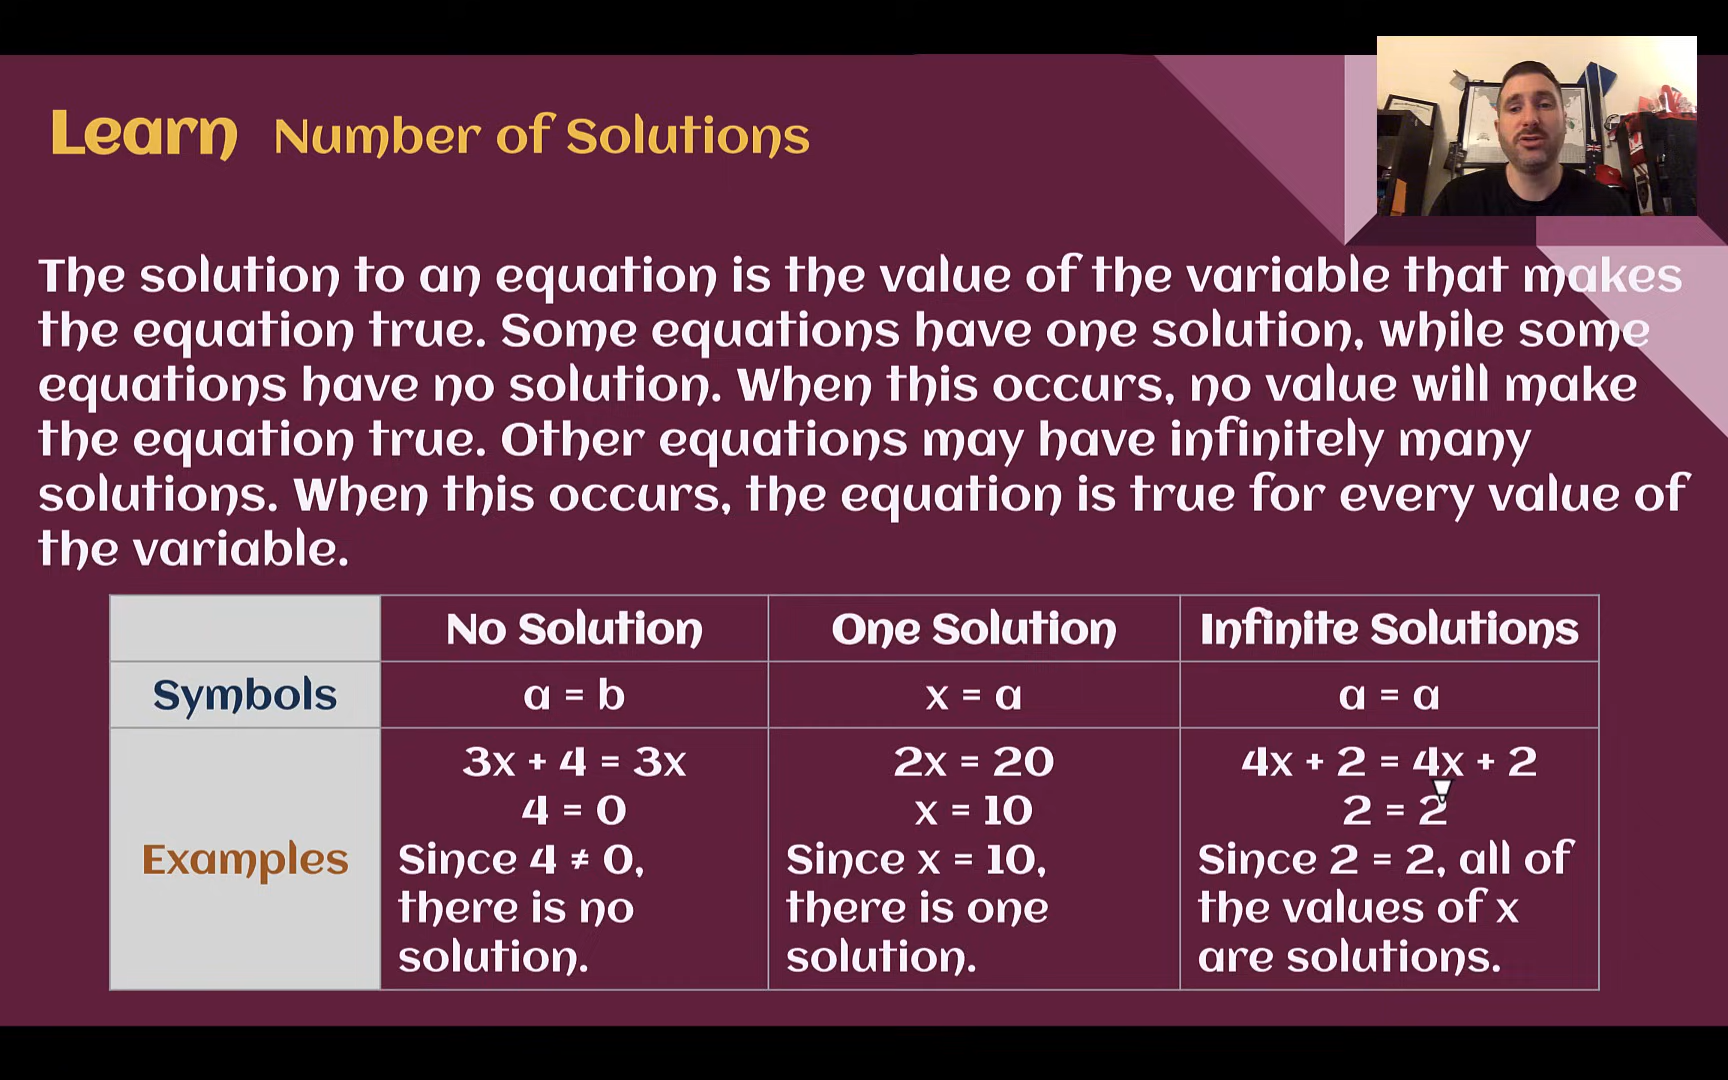 Learn Number of Solutions
The solution to an equation is the value of the variable that makes
the equation true. Some equations have one solution, while some
equations have no solution. When this occurs, no value will make
the equation true. Other equations may have infinitely many
solutions. When this occurs, the equation is true for every value of
the variable.
No Solution One Solution Infinite Solutions
Symbols a = b x = a a = a
Examples
3x + 4 = 3x
4 = 0
Since 4 ≠ 0,
there is no
solution.
2x = 20
x = 10
Since x = 10,
there is one
solution.
4x + 2 = 4x + 2
2 = 2
Since 2 = 2, all of
the values of x
are solutions.